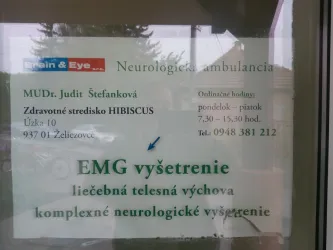 Brain & Eye
Neurologická ambulancia
MUDr. Judit Štefanková
Zdravotné stredisko HIBISCUS
Úzka 10
937 01 Želiezovce
Ordinačné hodiny:
pondelok - piatok
7,30 - 15,30 hod.
Tel.: 0948 381 212
EMG vyšetrenie
liečebná telesná výchova
komplexné neurologické vyšetrenie